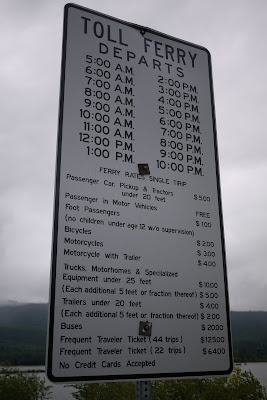 TOLL FERRY
DEPARTS
5:00 A.M.
6:00 A.M. 2:00 P.M.
7:00 A.M. 3:00 P.M.
8:00 A.M. 4:00 P.M.
9:00 A.M. 5:00 P.M.
10:00 A.M. 6:00 P.M.
11:00 A.M. 7:00 P.M.
12:00 P.M. 8:00 P.M.
1:00 P.M. 9:00 P.M.
10:00 P.M.
FERRY RATES SINGLE TRIP
Passenger Car, Pickup & Tractors
under 20 feet $ 5.00
Passenger in Motor Vehicles FREE
Foot Passengers $ 1.00
(no children under age 12 w/o supervision)
Bicycles $ 2.00
Motorcycles $ 3.00
Motorcycle with Trailer $ 4.00
Trucks, Motorhomes & Specialized
Equipment under 25 feet $ 10.00
(Each additional 5 feet or fraction thereof) $ 5.00
Trailers under 20 feet $ 4.00
(Each additional 5 feet or fraction thereof) $ 2.00
Buses $ 20.00
Frequent Traveler Ticket (44 trips) $ 125.00
Frequent Traveler Ticket (22 trips) $ 64.00
No Credit Cards Accepted